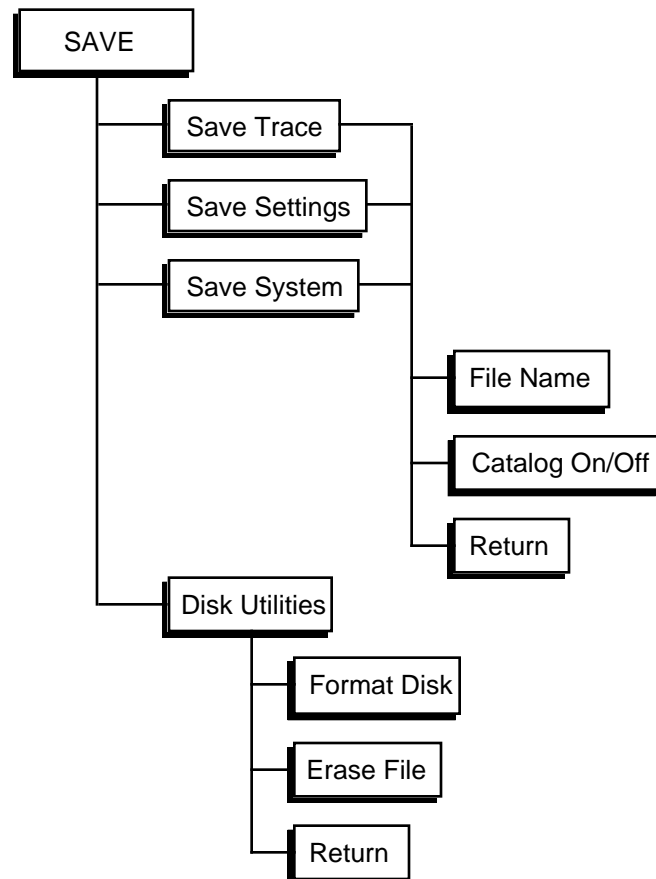 SAVE
Save Trace
Save Settings
Save System
File Name
Catalog On/Off
Return
Disk Utilities
Format Disk
Erase File
Return